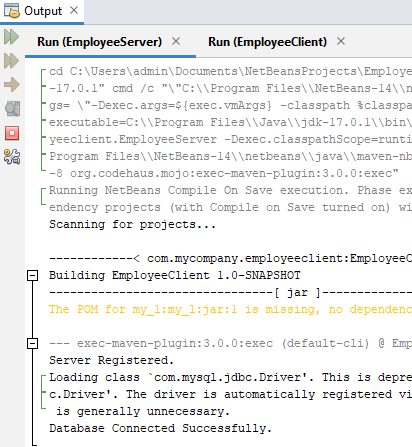 Output ×
Run (EmployeeServer) × Run (EmployeeClient) ×
cd C:\Users\admin\Documents\NetBeansProjects\Employe
-17.0.1" cmd /c "\"C:\\Program Files\\NetBeans-14\\n
gs= \"-Dexec.args=${exec.vmArgs} -classpath %classpa
executable=C:\\Program Files\\Java\\jdk-17.0.1\\bin\
yeeclient.EmployeeServer -Dexec.classpathScope=runti
Program Files\\NetBeans-14\\netbeans\\java\\maven-nb
-8 org.codehaus.mojo:exec-maven-plugin:3.0.0:exec"
Running NetBeans Compile On Save execution. Phase ex
endency projects (with Compile on Save turned on) wi
Scanning for projects...
------------< com.mycompany.employeeclient:EmployeeC
Building EmployeeClient 1.0-SNAPSHOT
--------------------------------[ jar ]---------------
The POM for my_l:my_l:jar:1 is missing, no dependenc
--- exec-maven-plugin:3.0.0:exec (default-cli) @ Emp
Server Registered.
Loading class `com.mysql.jdbc.Driver'. This is depre
c.Driver'. The driver is automatically registered vi
is generally unnecessary.
Database Connected Successfully.